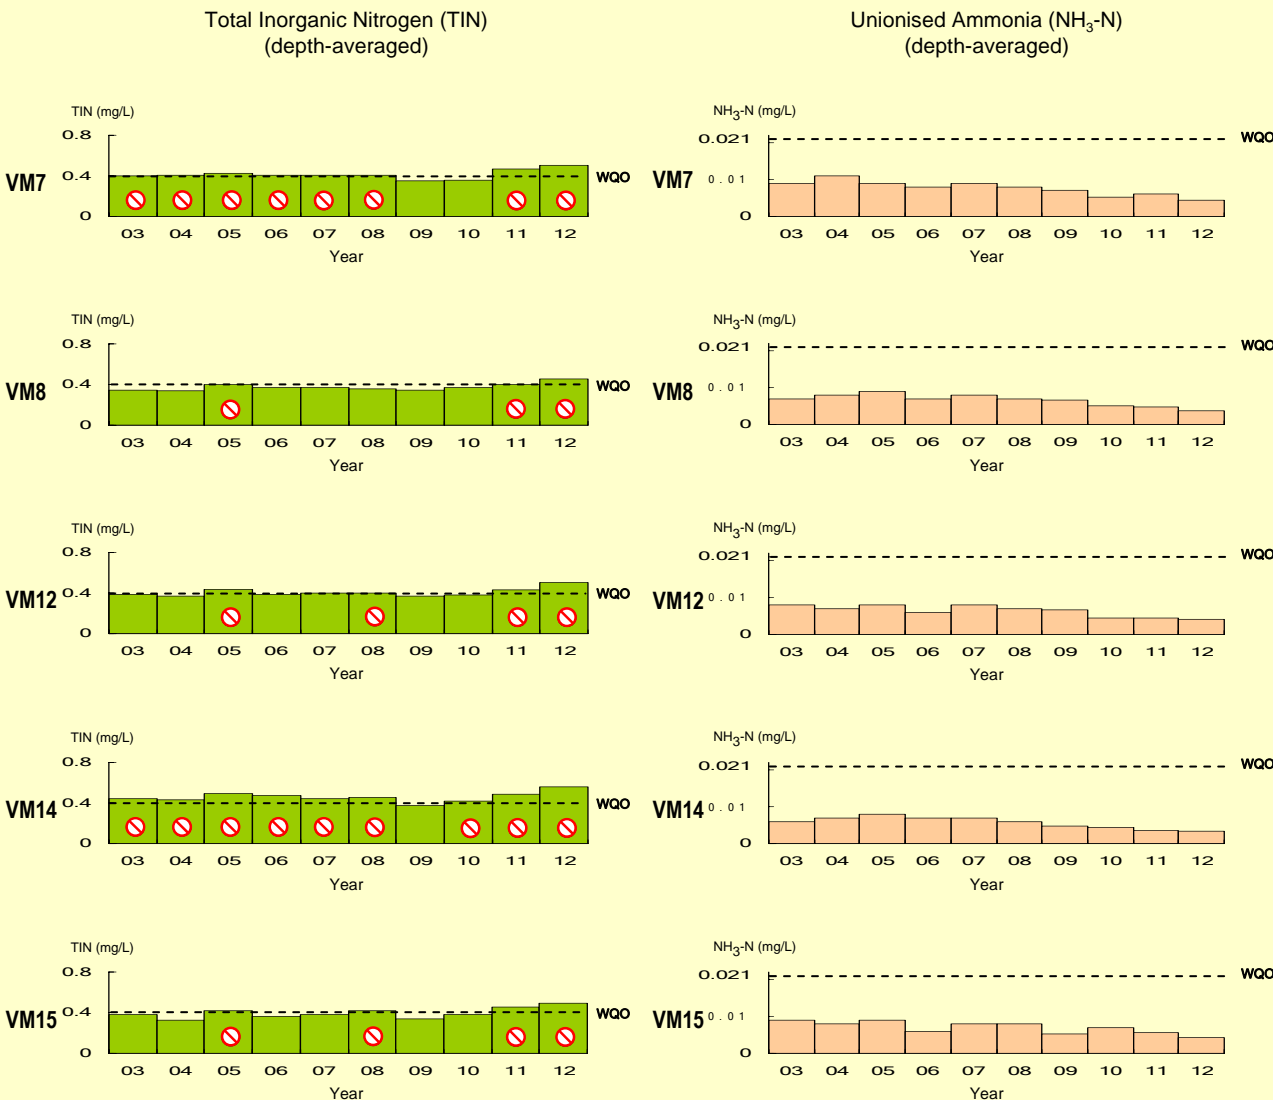 Total Inorganic Nitrogen (TIN)
(depth-averaged)
Unionised Ammonia (NH3-N)
(depth-averaged)
TIN (mg/L)
0.8
0.4
0
VM7
WQO
03 04 05 06 07 08 09 10 11 12
Year
NH3-N (mg/L)
0.021
0.01
0
VM7
WQO
03 04 05 06 07 08 09 10 11 12
Year
TIN (mg/L)
0.8
0.4
0
VM8
WQO
03 04 05 06 07 08 09 10 11 12
Year
NH3-N (mg/L)
0.021
0.01
0
VM8
WQO
03 04 05 06 07 08 09 10 11 12
Year
TIN (mg/L)
0.8
0.4
0
VM12
WQO
03 04 05 06 07 08 09 10 11 12
Year
NH3-N (mg/L)
0.021
0.01
0
VM12
WQO
03 04 05 06 07 08 09 10 11 12
Year
TIN (mg/L)
0.8
0.4
0
VM14
WQO
03 04 05 06 07 08 09 10 11 12
Year
NH3-N (mg/L)
0.021
0.01
0
VM14
WQO
03 04 05 06 07 08 09 10 11 12
Year
TIN (mg/L)
0.8
0.4
0
VM15
WQO
03 04 05 06 07 08 09 10 11 12
Year
NH3-N (mg/L)
0.021
0.01
0
VM15
WQO
03 04 05 06 07 08 09 10 11 12
Year